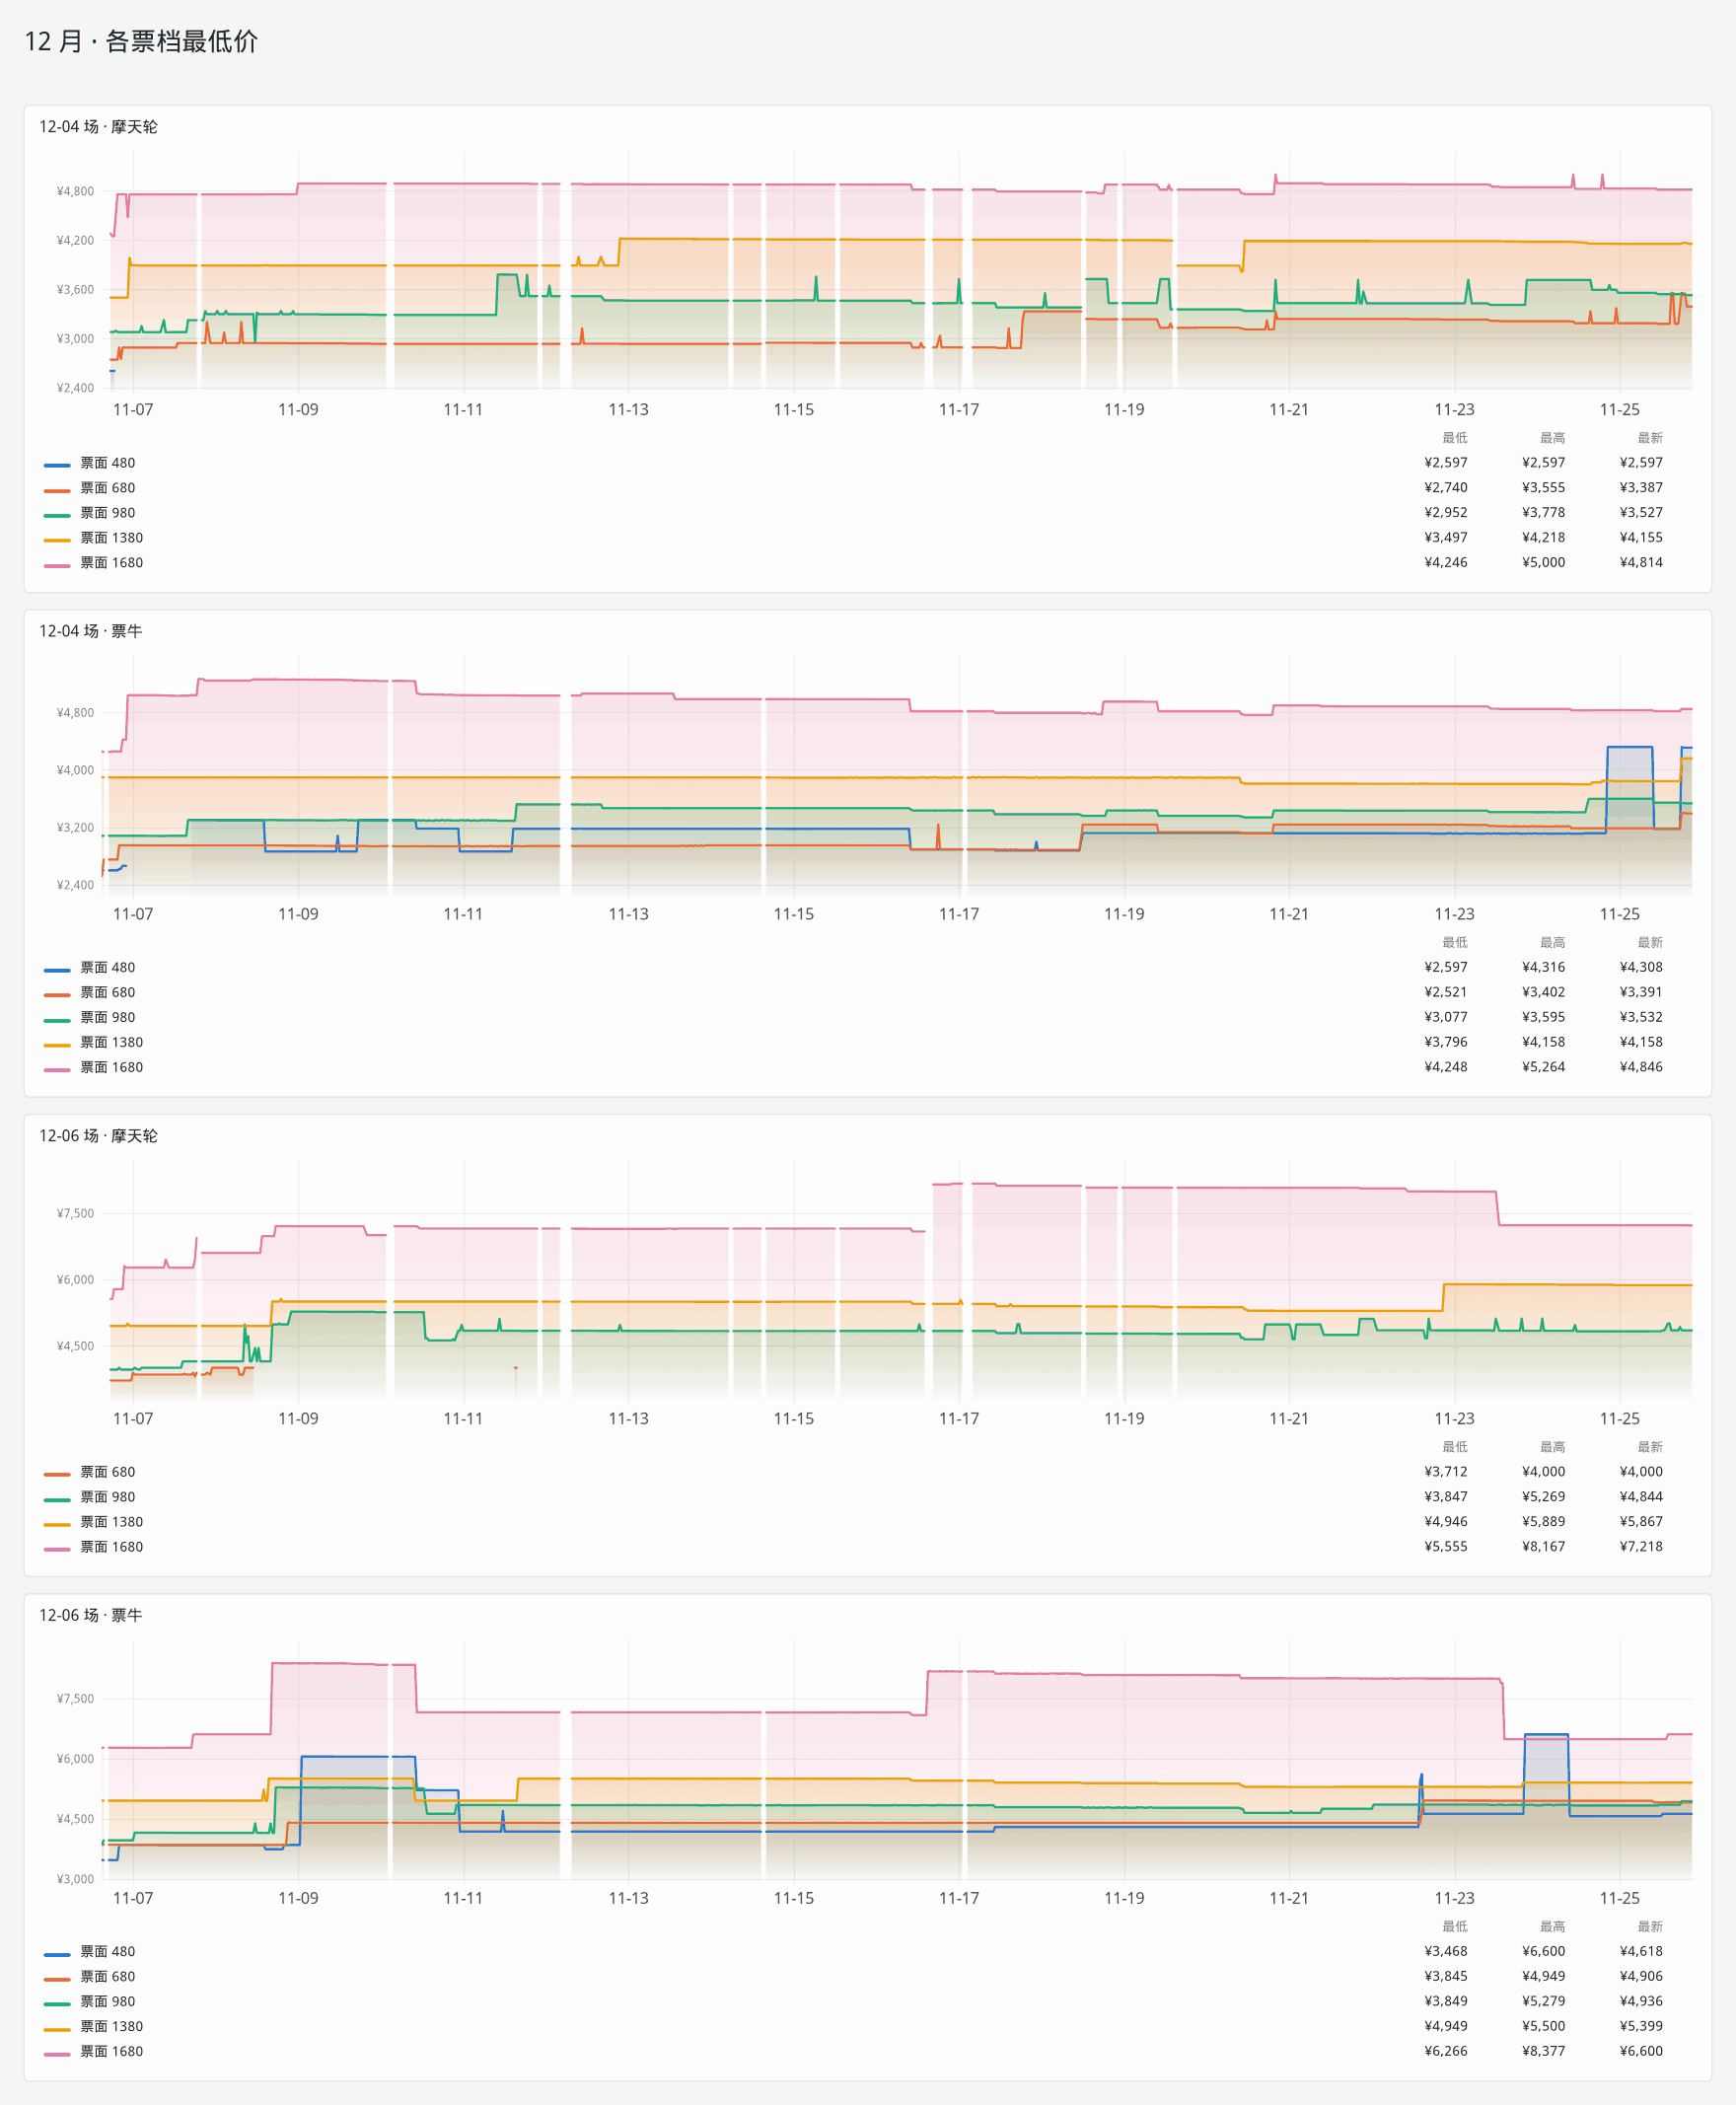 12 月 · 各票档最低价
12-04 场 · 摩天轮
¥4,800
¥4,200
¥3,600
¥3,000
¥2,400
11-07 11-09 11-11 11-13 11-15 11-17 11-19 11-21 11-23 11-25
最低 最高 最新
票面 480 ¥2,597 ¥2,597 ¥2,597
票面 680 ¥2,740 ¥3,555 ¥3,387
票面 980 ¥2,952 ¥3,778 ¥3,527
票面 1380 ¥3,497 ¥4,218 ¥4,155
票面 1680 ¥4,246 ¥5,000 ¥4,814
12-04 场 · 票牛
¥4,800
¥4,000
¥3,200
¥2,400
11-07 11-09 11-11 11-13 11-15 11-17 11-19 11-21 11-23 11-25
最低 最高 最新
票面 480 ¥2,597 ¥4,316 ¥4,308
票面 680 ¥2,521 ¥3,402 ¥3,391
票面 980 ¥3,077 ¥3,595 ¥3,532
票面 1380 ¥3,796 ¥4,158 ¥4,158
票面 1680 ¥4,248 ¥5,264 ¥4,846
12-06 场 · 摩天轮
¥7,500
¥6,000
¥4,500
11-07 11-09 11-11 11-13 11-15 11-17 11-19 11-21 11-23 11-25
最低 最高 最新
票面 680 ¥3,712 ¥4,000 ¥4,000
票面 980 ¥3,847 ¥5,269 ¥4,844
票面 1380 ¥4,946 ¥5,889 ¥5,867
票面 1680 ¥5,555 ¥8,167 ¥7,218
12-06 场 · 票牛
¥7,500
¥6,000
¥4,500
¥3,000
11-07 11-09 11-11 11-13 11-15 11-17 11-19 11-21 11-23 11-25
最低 最高 最新
票面 480 ¥3,468 ¥6,600 ¥4,618
票面 680 ¥3,845 ¥4,949 ¥4,906
票面 980 ¥3,849 ¥5,279 ¥4,936
票面 1380 ¥4,949 ¥5,500 ¥5,399
票面 1680 ¥6,266 ¥8,377 ¥6,600